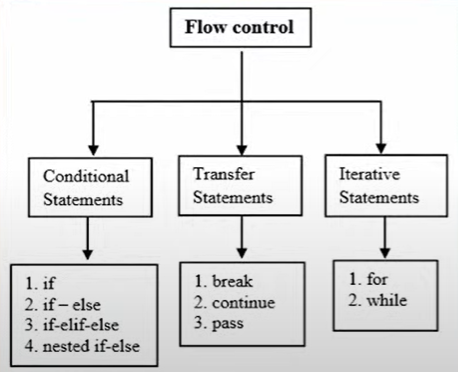 Flow control
Conditional
Statements
Transfer
Statements
Iterative
Statements
1. if
2. if – else
3. if-elif-else
4. nested if-else
1. break
2. continue
3. pass
1. for
2. while